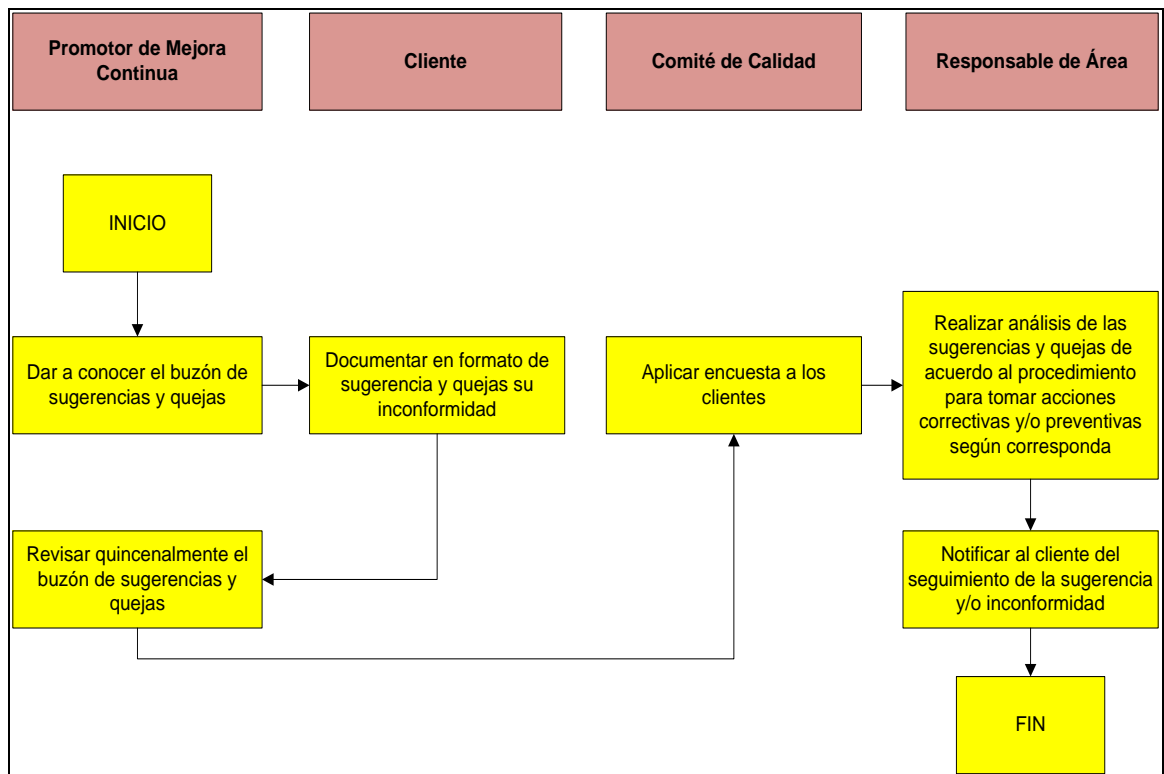 Promotor de Mejora
Continua
Cliente
Comité de Calidad
Responsable de Área
INICIO
Dar a conocer el buzón de
sugerencias y quejas
Documentar en formato de
sugerencia y quejas su
inconformidad
Aplicar encuesta a los
clientes
Realizar análisis de las
sugerencias y quejas de
acuerdo al procedimiento
para tomar acciones
correctivas y/o preventivas
según corresponda
Revisar quincenalmente el
buzón de sugerencias y
quejas
Notificar al cliente del
seguimiento de la sugerencia
y/o inconformidad
FIN